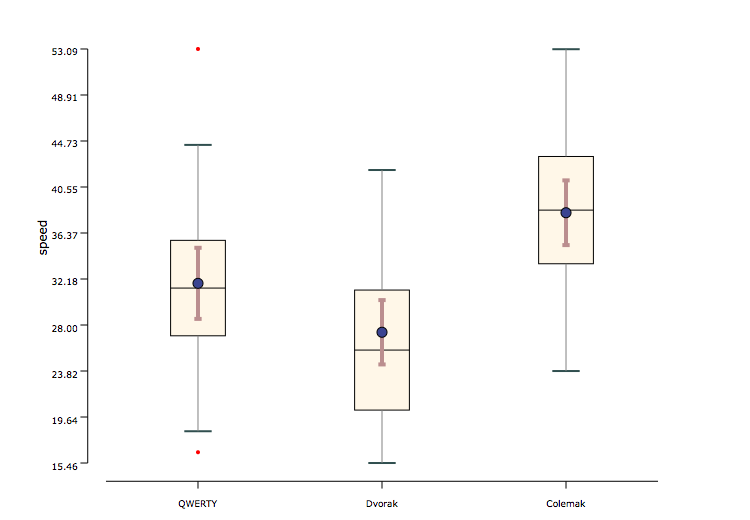 53.09
48.91
44.73
40.55
36.37
32.18
28.00
23.82
19.64
15.46
speed
QWERTY
Dvorak
Colemak